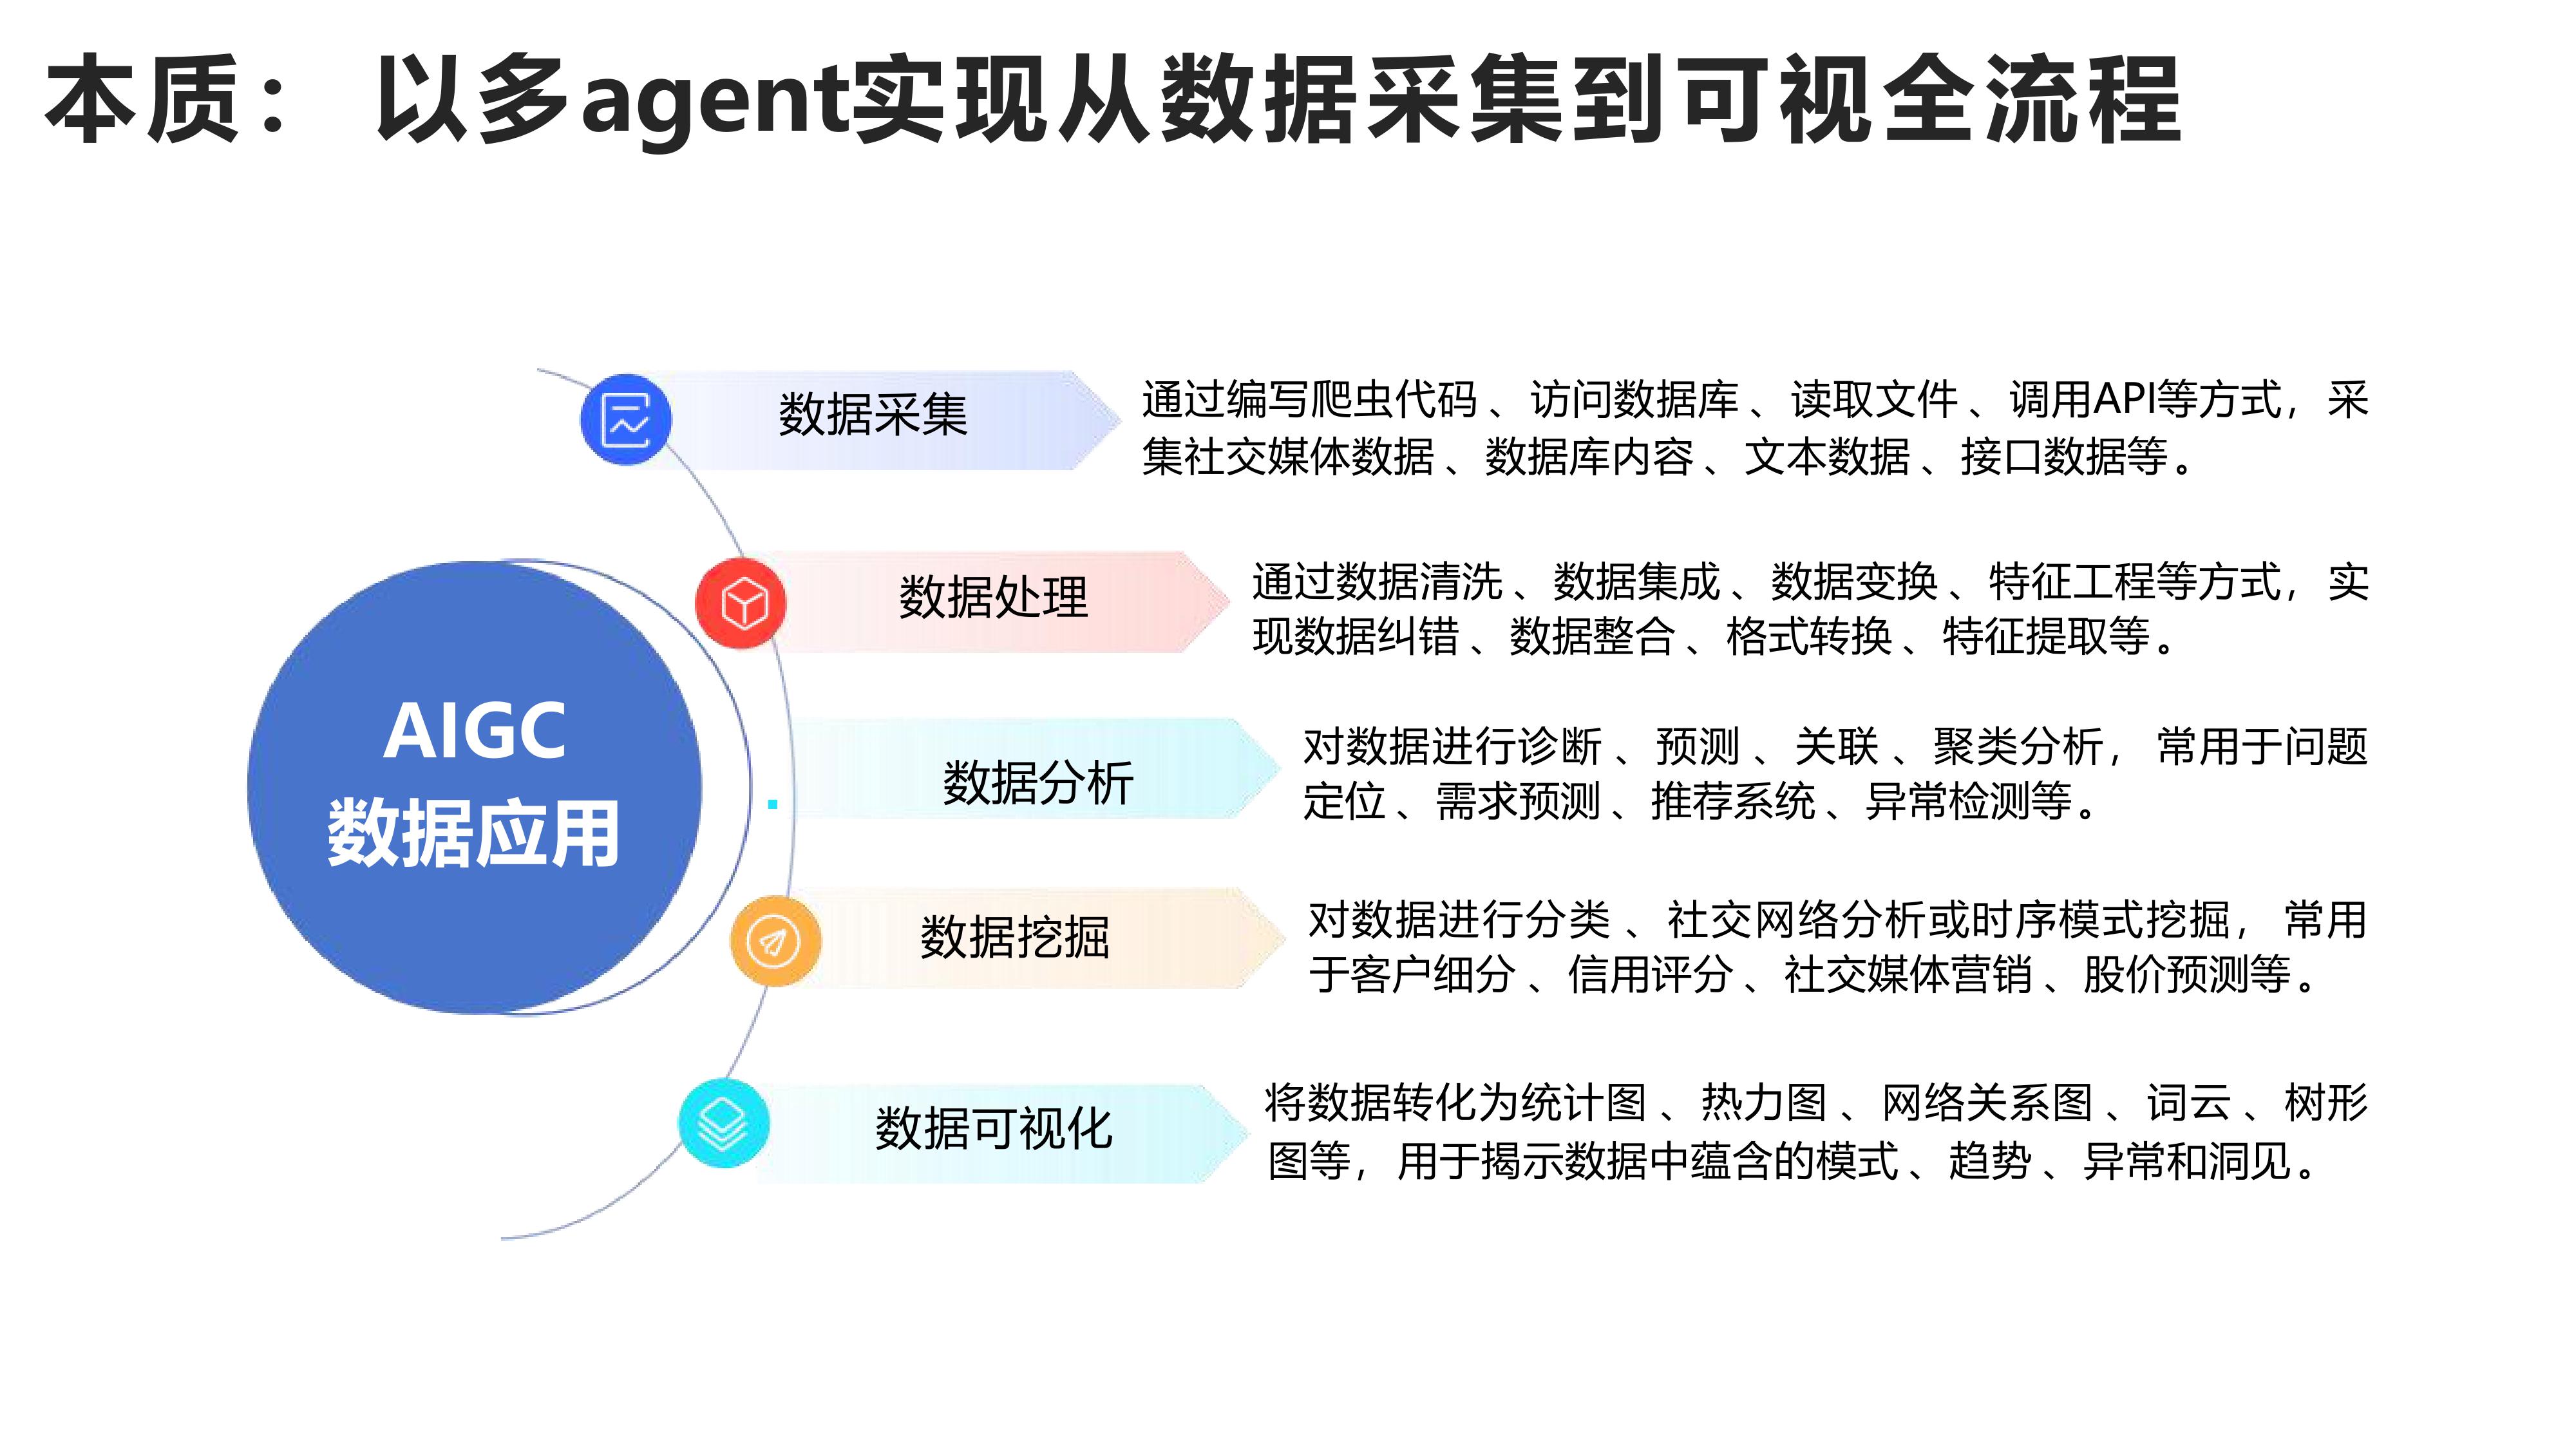 本质： 以多agent实现从数据采集到可视全流程
AIGC
数据应用
数据采集
通过编写爬虫代码、访问数据库、读取文件、调用API等方式，采
集社交媒体数据、数据库内容、文本数据、接口数据等。
数据处理
通过数据清洗、数据集成、数据变换、特征工程等方式，实
现数据纠错、数据整合、格式转换、特征提取等。
数据分析
对数据进行诊断、预测、关联、聚类分析，常用于问题
定位、需求预测、推荐系统、异常检测等。
数据挖掘
对数据进行分类、社交网络分析或时序模式挖掘，常用
于客户细分、信用评分、社交媒体营销、股价预测等。
数据可视化
将数据转化为统计图、热力图、网络关系图、词云、树形
图等，用于揭示数据中蕴含的模式、趋势、异常和洞见。